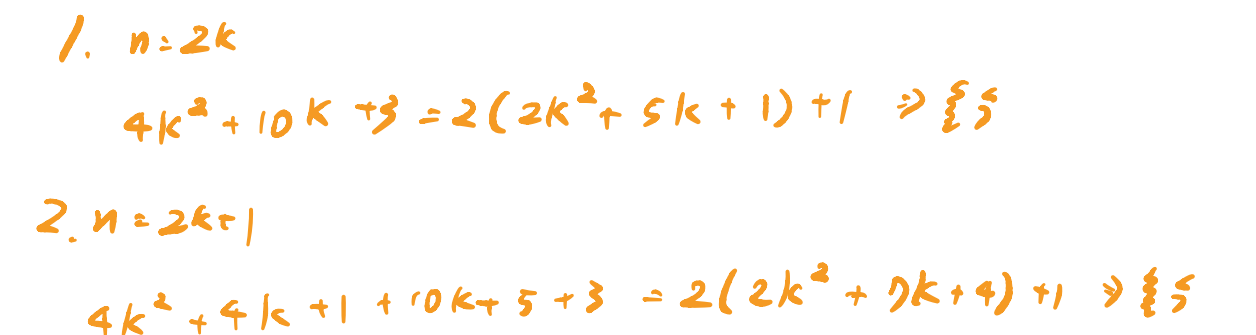 1. n=2k
4k²+10k+3=2(2k²+5k+1)+1 ⇒
2. n=2k+1
4k²+4k+1+10k+5+3=2(2k²+7k+4)+1 ⇒